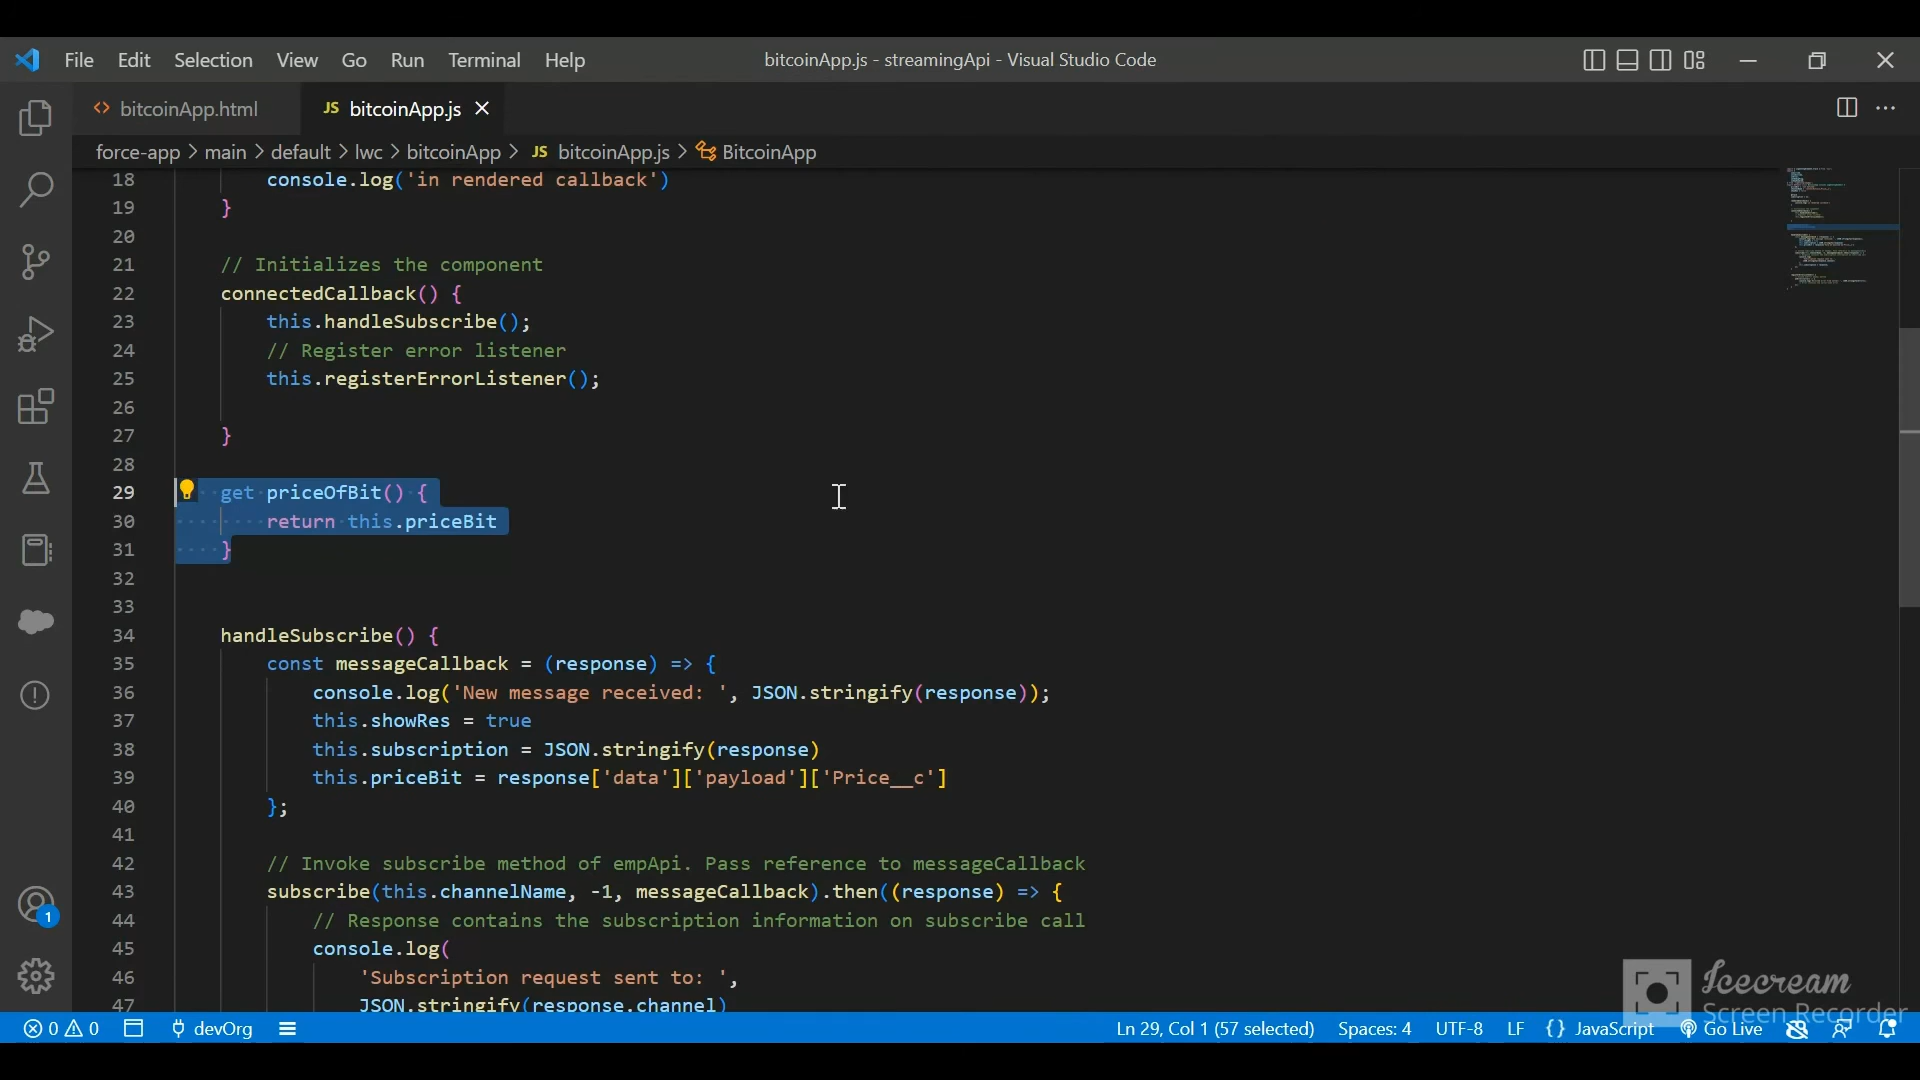 File Edit Selection View Go Run Terminal Help bitcoinApp.js - streamingApi - Visual Studio Code
bitcoinApp.html JS bitcoinApp.js
force-app > main > default > lwc > bitcoinApp > JS bitcoinApp.js > BitcoinApp
18 console.log('in rendered callback')
19 }
20
21 // Initializes the component
22 connectedCallback() {
23 this.handleSubscribe();
24 // Register error listener
25 this.registerErrorListener();
26
27 }
28
29 get priceOfBit() {
30 return this.priceBit
31 }
32
33
34 handleSubscribe() {
35 const messageCallback = (response) => {
36 console.log('New message received: ', JSON.stringify(response));
37 this.showRes = true
38 this.subscription = JSON.stringify(response)
39 this.priceBit = response['data']['payload']['Price__c']
40 };
41
42 // Invoke subscribe method of empApi. Pass reference to messageCallback
43 subscribe(this.channelName, -1, messageCallback).then((response) => {
44 // Response contains the subscription information on subscribe call
45 console.log(
46 'Subscription request sent to: ',
47 JSON.stringify(response.channel)
Icecream
Screen Recorder
1
0 0 devOrg Ln 29, Col 1 (57 selected) Spaces: 4 UTF-8 LF {} JavaScript Go Live